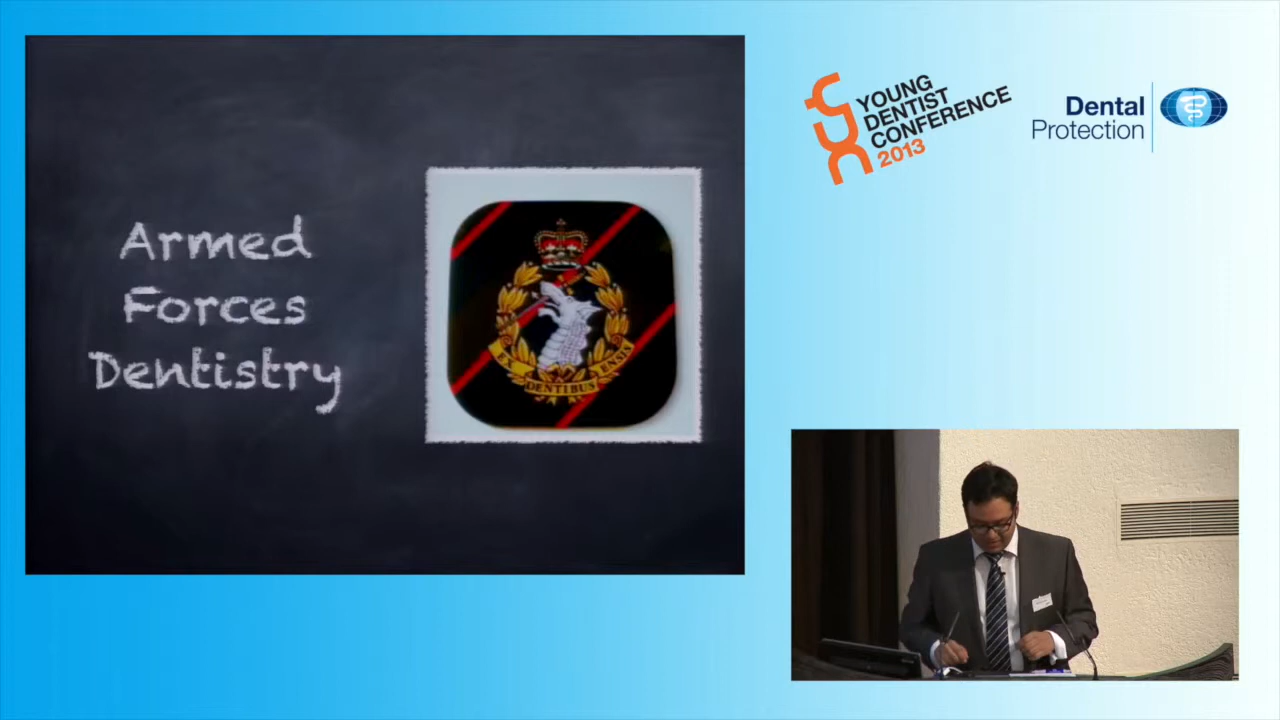 Armed
Forces
Dentistry
EX DENTIBUS ENSIS
YOUNG
DENTIST
CONFERENCE
2013
Dental
Protection